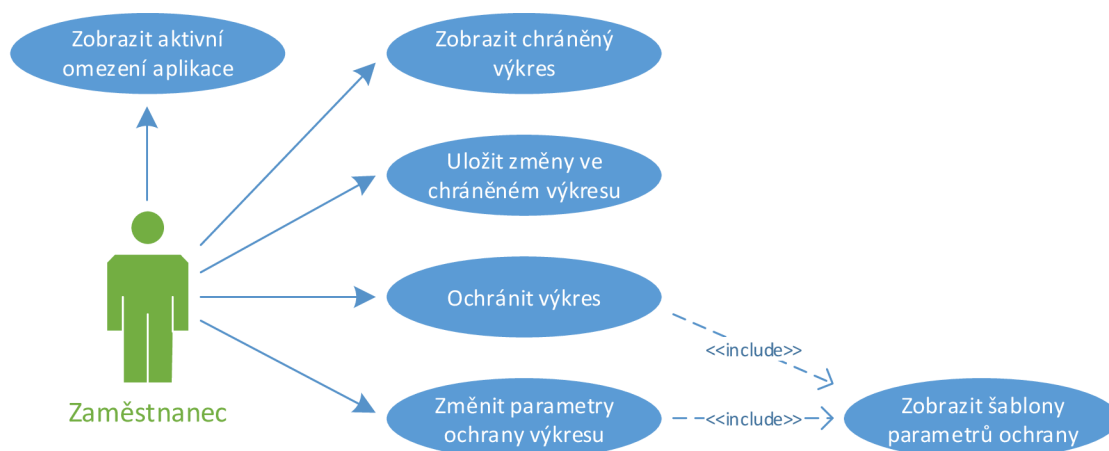 Zobrazit aktivní
omezení aplikace
Zobrazit chráněný
výkres
Uložit změny ve
chráněném výkresu
Ochránit výkres
<<include>>
Zaměstnanec
Změnit parametry
ochrany výkresu
<<include>>
Zobrazit šablony
parametrů ochrany